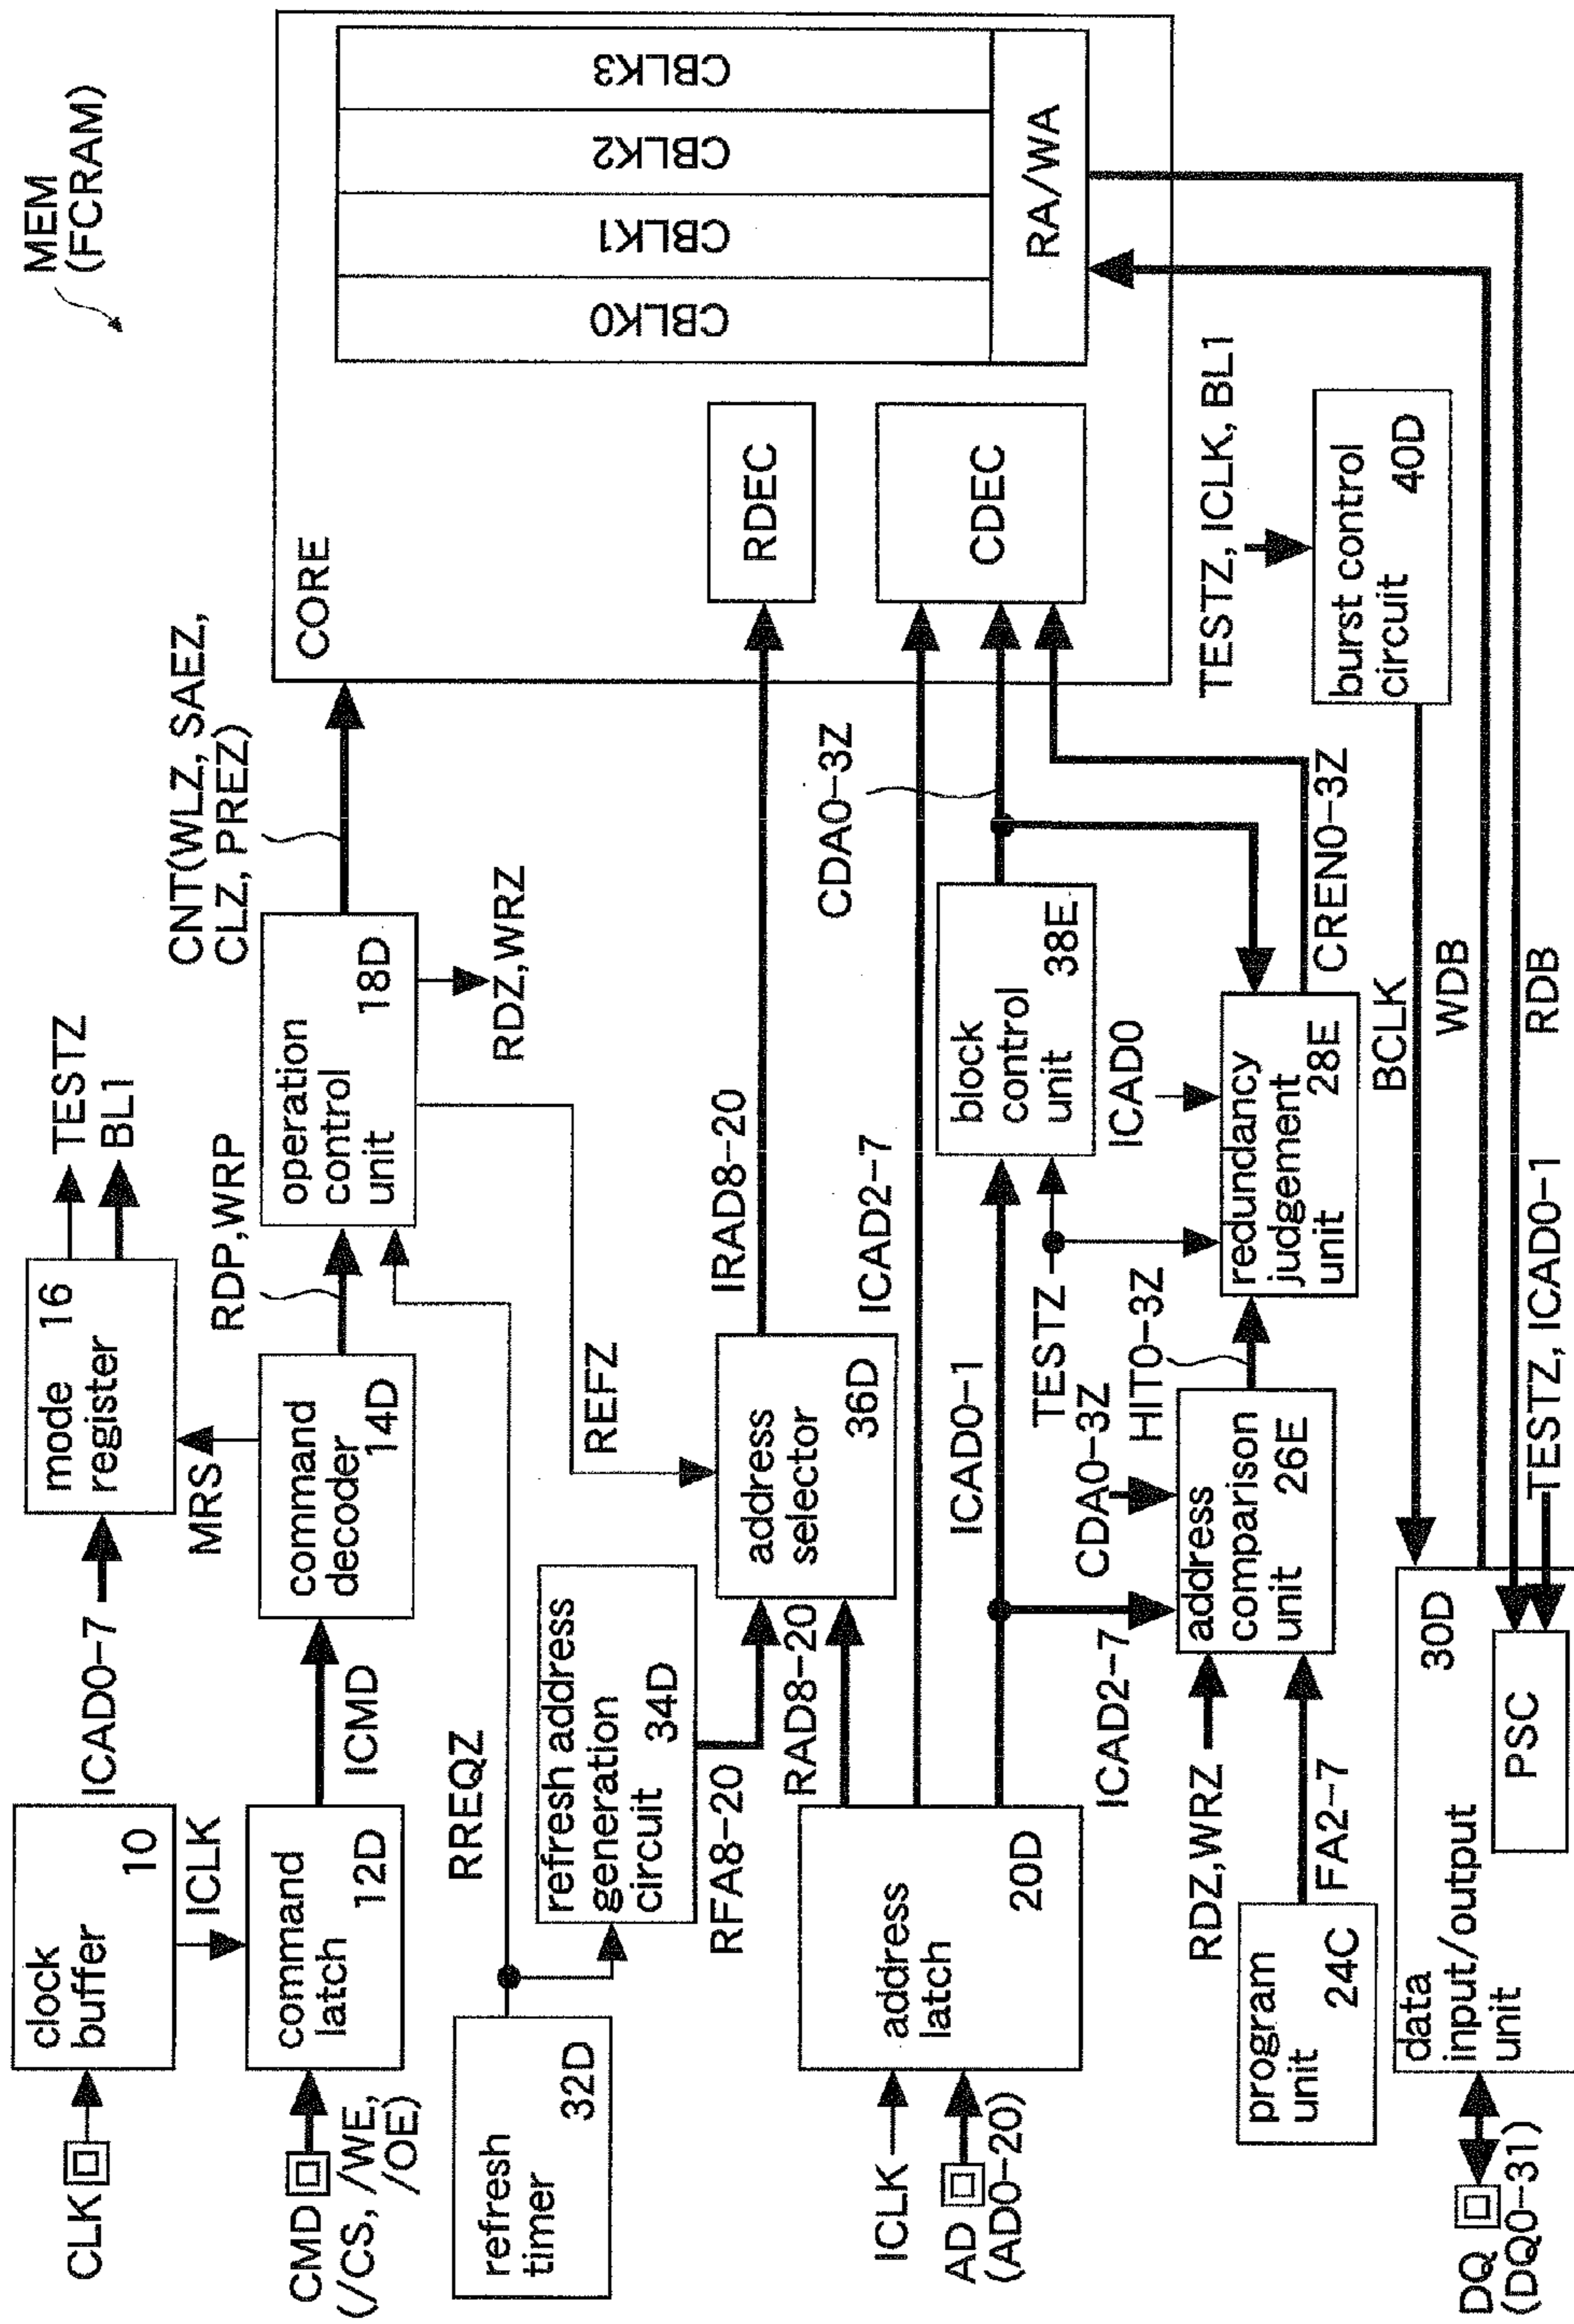 MEM
(FCRAM)
CLK
clock
buffer
10
ICLK
ICAD0-7
mode
register
16
TESTZ
BL1
MRS
CMD
(/CS, /WE,
/OE)
command
latch
12D
ICMD
command
decoder
14D
RDP,WRP
operation
control
unit
18D
CNT(WLZ, SAEZ,
CLZ, PREZ)
RDZ,WRZ
CORE
CBLK0
CBLK1
CBLK2
CBLK3
RA/WA
RDEC
CDEC
refresh
timer
32D
RREQZ
refresh address
generation
circuit
34D
RFA8-20
REFZ
RAD8-20
address
selector
36D
IRAD8-20
ICLK
AD
(AD0-20)
address
latch
20D
ICAD2-7
ICAD0-1
block
control
unit
38E
CDA0-3Z
TESTZ
ICAD0
ICAD2-7
CDA0-3Z
RDZ,WRZ
program
unit
24C
FA2-7
address
comparison
unit
26E
HIT0-3Z
redundancy
judgement
unit
28E
CREN0-3Z
TESTZ, ICLK, BL1
burst control
circuit
40D
BCLK
WDB
RDB
DQ
(DQ0-31)
data
input/output
unit
30D
PSC
TESTZ, ICAD0-1